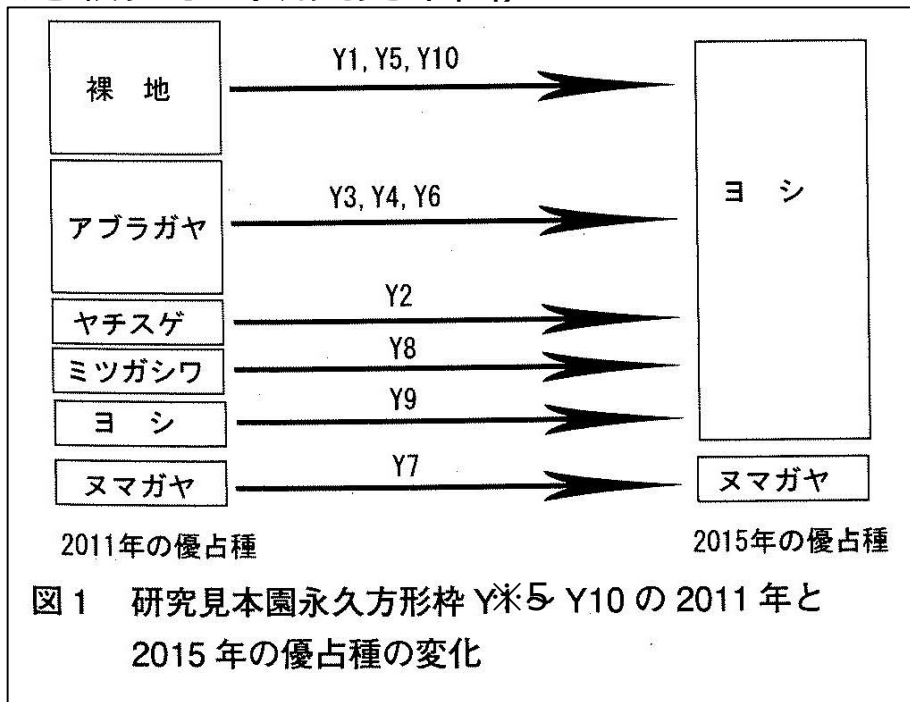 裸 地
Y1, Y5, Y10
アブラガヤ
Y3, Y4, Y6
ヨ シ
ヤチスゲ
Y2
ミツガシワ
Y8
ヨ シ
Y9
ヌマガヤ
Y7
ヌマガヤ
2011年の優占種
2015年の優占種
図1 研究見本園永久方形枠 Y※5 Y10 の 2011 年と
2015 年の優占種の変化